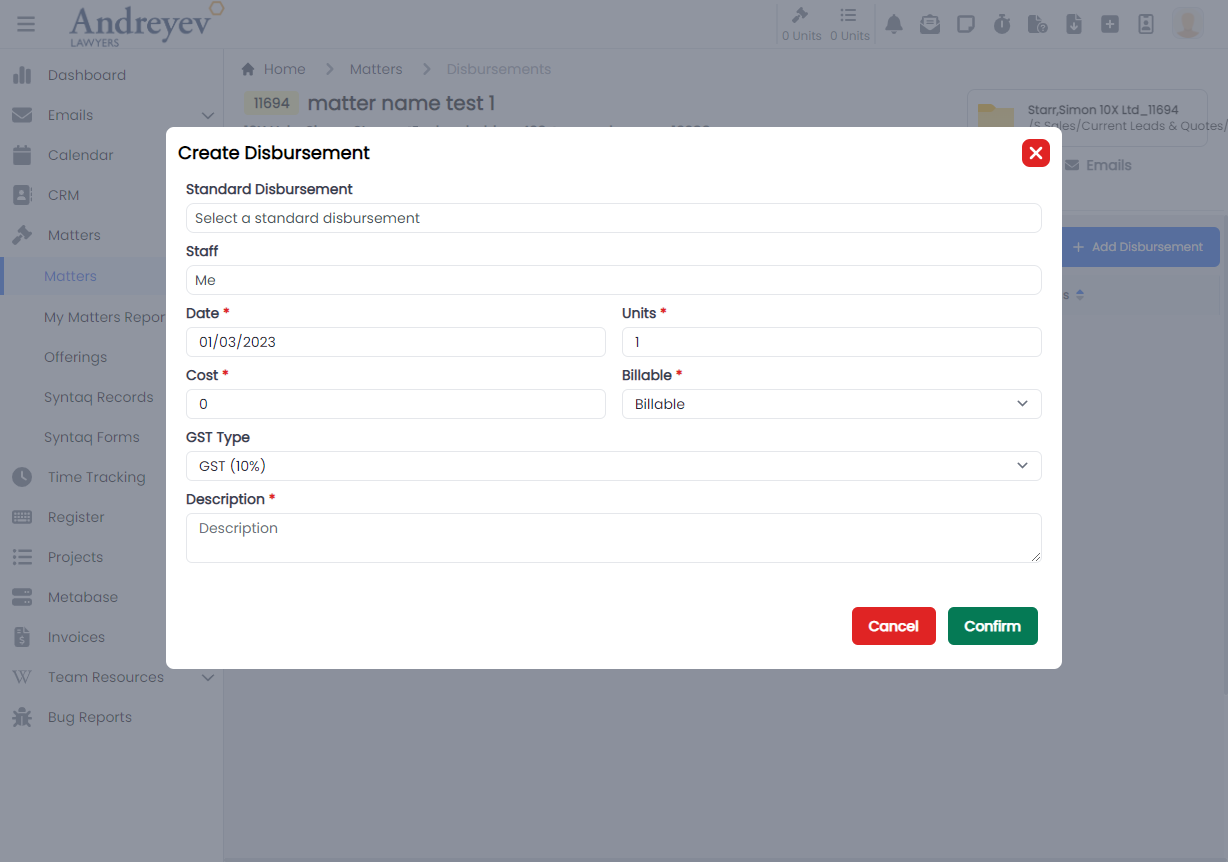 Andreyev
LAWYERS
0 Units 0 Units
Dashboard
Emails
Calendar
CRM
Matters
Matters
My Matters Repor
Offerings
Syntaq Records
Syntaq Forms
Time Tracking
Register
Projects
Metabase
Invoices
Team Resources
Bug Reports
Home Matters Disbursements
11694 matter name test 1
Starr,Simon 10X Ltd_11694
/S Sales/Current Leads & Quotes/
Emails
+ Add Disbursement
s
Create Disbursement
Standard Disbursement
Select a standard disbursement
Staff
Me
Date * Units *
01/03/2023 1
Cost * Billable *
0 Billable
GST Type
GST (10%)
Description *
Description
Cancel Confirm